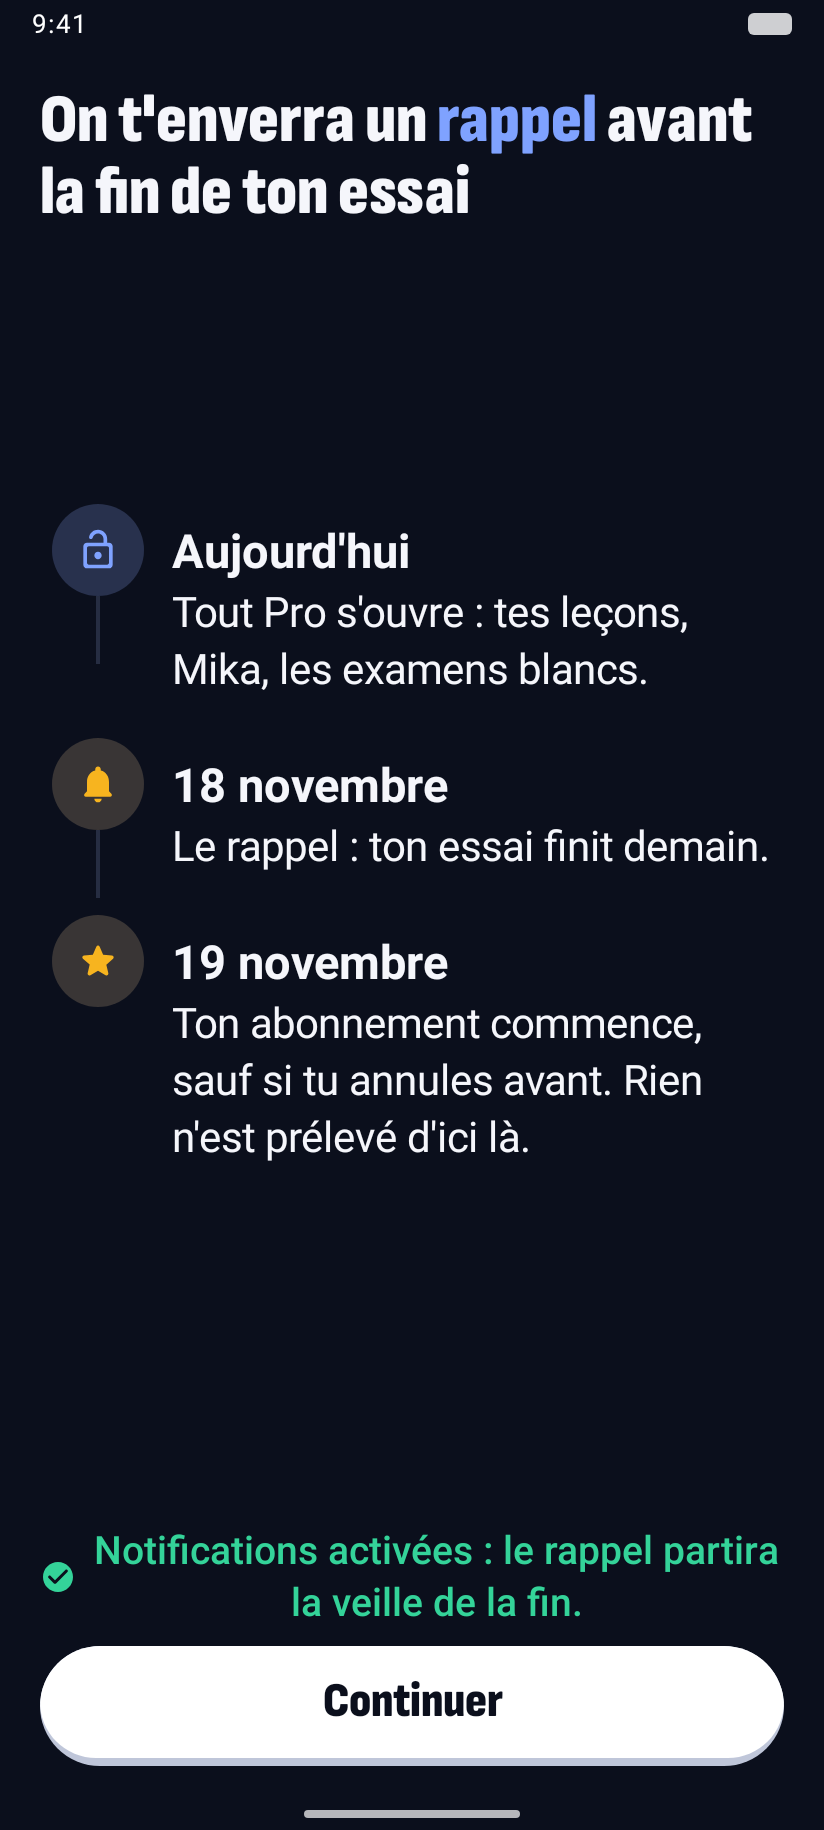 9:41
On t'enverra un rappel avant
la fin de ton essai
Aujourd'hui
Tout Pro s'ouvre : tes leçons,
Mika, les examens blancs.
18 novembre
Le rappel : ton essai finit demain.
19 novembre
Ton abonnement commence,
sauf si tu annules avant. Rien
n'est prélevé d'ici là.
Notifications activées : le rappel partira
la veille de la fin.
Continuer